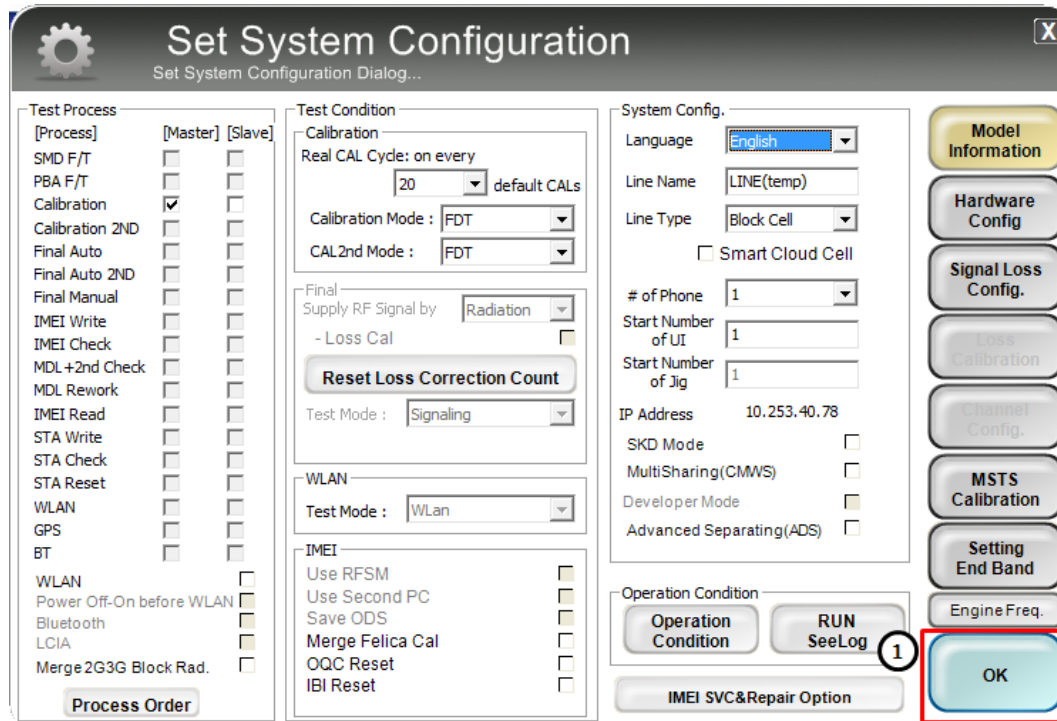 Set System Configuration
X
Set System Configuration Dialog...
Test Process
[Process] [Master] [Slave]
SMD F/T
PBA F/T
Calibration
Calibration 2ND
Final Auto
Final Auto 2ND
Final Manual
IMEI Write
IMEI Check
MDL+2nd Check
MDL Rework
IMEI Read
STA Write
STA Check
STA Reset
WLAN
GPS
BT
WLAN
Power Off-On before WLAN
Bluetooth
LCIA
Merge 2G3G Block Rad.
Process Order
Test Condition
Calibration
Real CAL Cycle: on every
20 default CALs
Calibration Mode : FDT
CAL2nd Mode : FDT
Final
Supply RF Signal by Radiation
- Loss Cal
Reset Loss Correction Count
Test Mode : Signaling
WLAN
Test Mode : WLan
IMEI
Use RFSM
Use Second PC
Save ODS
Merge Felica Cal
OQC Reset
IBI Reset
System Config.
Language English
Line Name LINE(temp)
Line Type Block Cell
Smart Cloud Cell
# of Phone 1
Start Number
of UI 1
Start Number
of Jig 1
IP Address 10.253.40.78
SKD Mode
MultiSharing(CMWS)
Developer Mode
Advanced Separating(ADS)
Operation Condition
Operation
Condition
RUN
SeeLog
1
IMEI SVC&Repair Option
Model
Information
Hardware
Config
Signal Loss
Config.
Loss
Calibration
Channel
Config.
MSTS
Calibration
Setting
End Band
Engine Freq.
OK